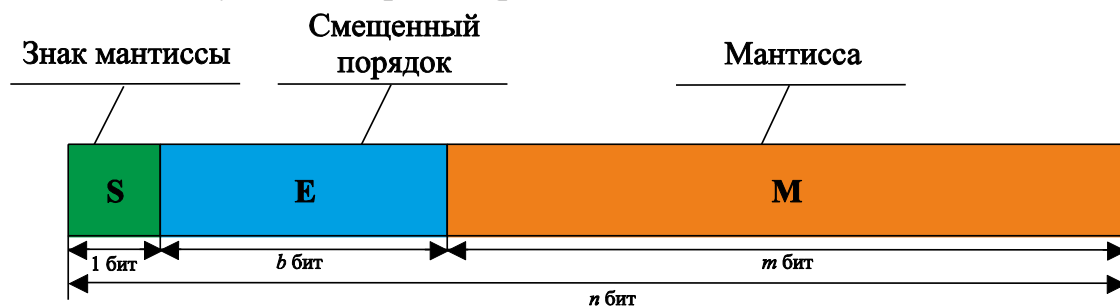 Знак мантиссы
Смещенный
порядок
Мантисса
S
E
M
1 бит
b бит
m бит
n бит